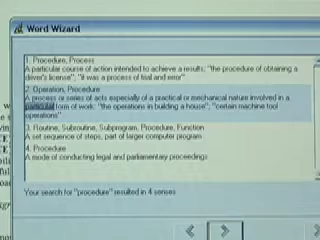 Word Wizard
1. Procedure, Process
A particular course of action intended to achieve a results: "the procedure of obtaining a
driver's license"; "it was a process of trial and error"
2. Operation, Procedure
A process or series of acts especially of a practical or mechanical nature involved in a
particular form of work: "the operations in building a house"; "certain machine tool
operations"
3. Routine, Subroutine, Subprogram, Procedure, Function
A set sequence of steps, part of larger computer program
4. Procedure
A mode of conducting legal and parliamentary proceedings
Your search for "procedure" resulted in 4 senses